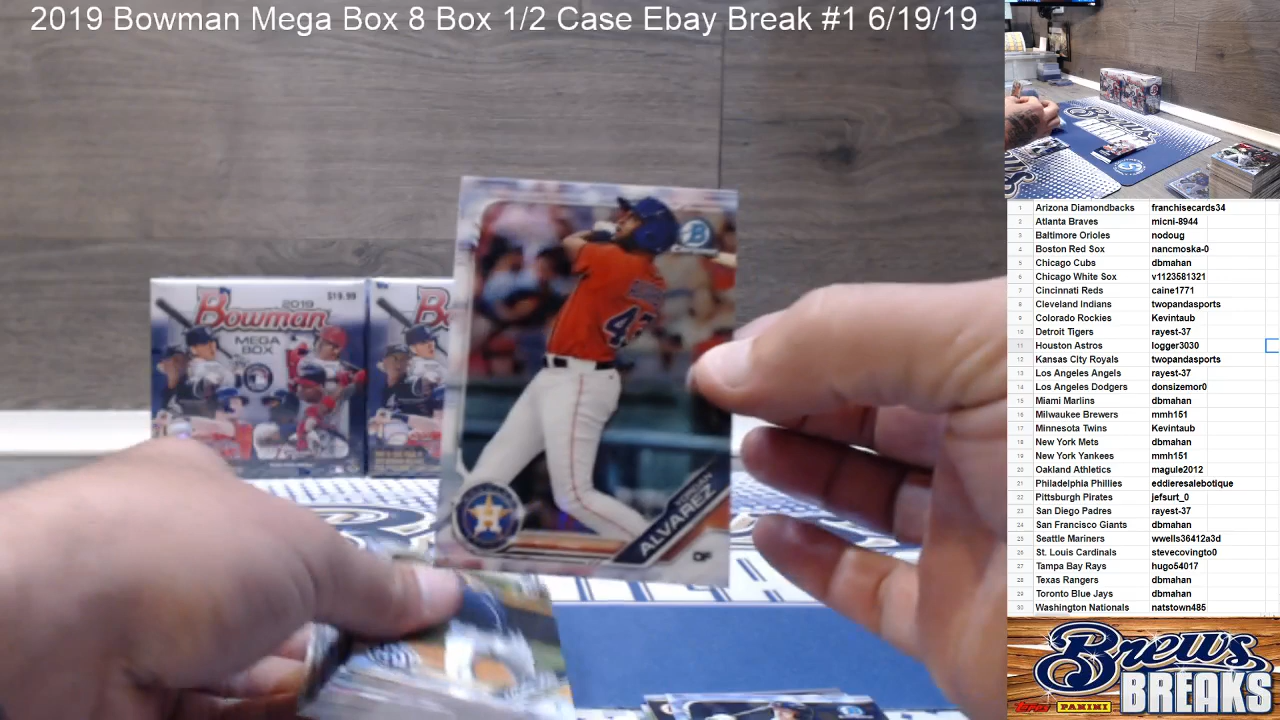 2019 Bowman Mega Box 8 Box 1/2 Case Ebay Break #1 6/19/19
2019
$19.99
Bowman
MEGA
BOX
B
ALVAREZ
OF
Brews
1 Arizona Diamondbacks franchisecards34
2 Atlanta Braves micni-8944
3 Baltimore Orioles nodoug
4 Boston Red Sox nancmoska-0
5 Chicago Cubs dbmahan
6 Chicago White Sox v1123581321
7 Cincinnati Reds caine1771
8 Cleveland Indians twopandasports
9 Colorado Rockies Kevintaub
10 Detroit Tigers rayest-37
11 Houston Astros logger3030
12 Kansas City Royals twopandasports
13 Los Angeles Angels rayest-37
14 Los Angeles Dodgers donsizemor0
15 Miami Marlins dbmahan
16 Milwaukee Brewers mmh151
17 Minnesota Twins Kevintaub
18 New York Mets dbmahan
19 New York Yankees mmh151
20 Oakland Athletics magule2012
21 Philadelphia Phillies eddieresalebotique
22 Pittsburgh Pirates jefsurt_0
23 San Diego Padres rayest-37
24 San Francisco Giants dbmahan
25 Seattle Mariners wwells36412a3d
26 St. Louis Cardinals stevecovingto0
27 Tampa Bay Rays hugo54017
28 Texas Rangers dbmahan
29 Toronto Blue Jays dbmahan
30 Washington Nationals natstown485
Brews
Topps PANINI BREAKS